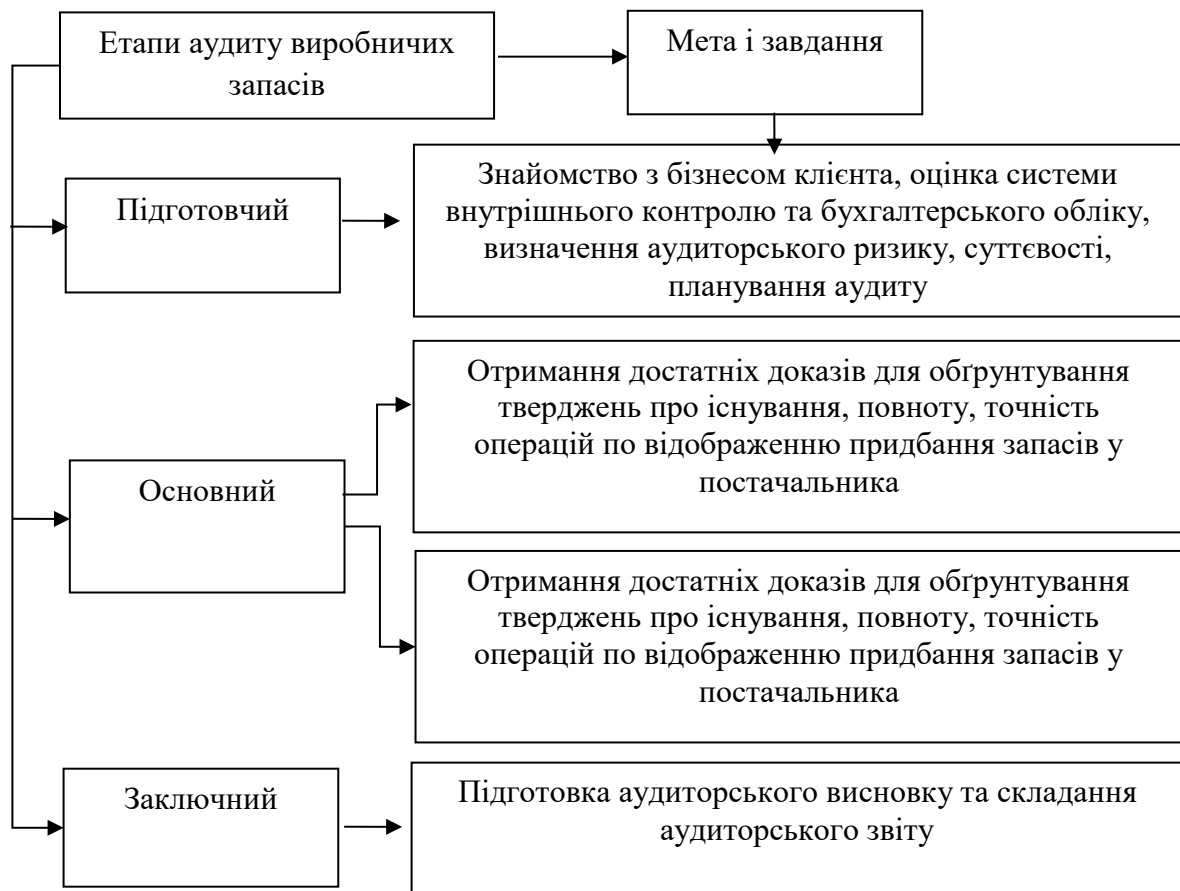 Етапи аудиту виробничих
запасів
Мета і завдання
Підготовчий
Знайомство з бізнесом клієнта, оцінка системи
внутрішнього контролю та бухгалтерського обліку,
визначення аудиторського ризику, суттєвості,
планування аудиту
Основний
Отримання достатніх доказів для обґрунтування
тверджень про існування, повноту, точність
операцій по відображенню придбання запасів у
постачальника
Отримання достатніх доказів для обґрунтування
тверджень про існування, повноту, точність
операцій по відображенню придбання запасів у
постачальника
Заключний
Підготовка аудиторського висновку та складання
аудиторського звіту